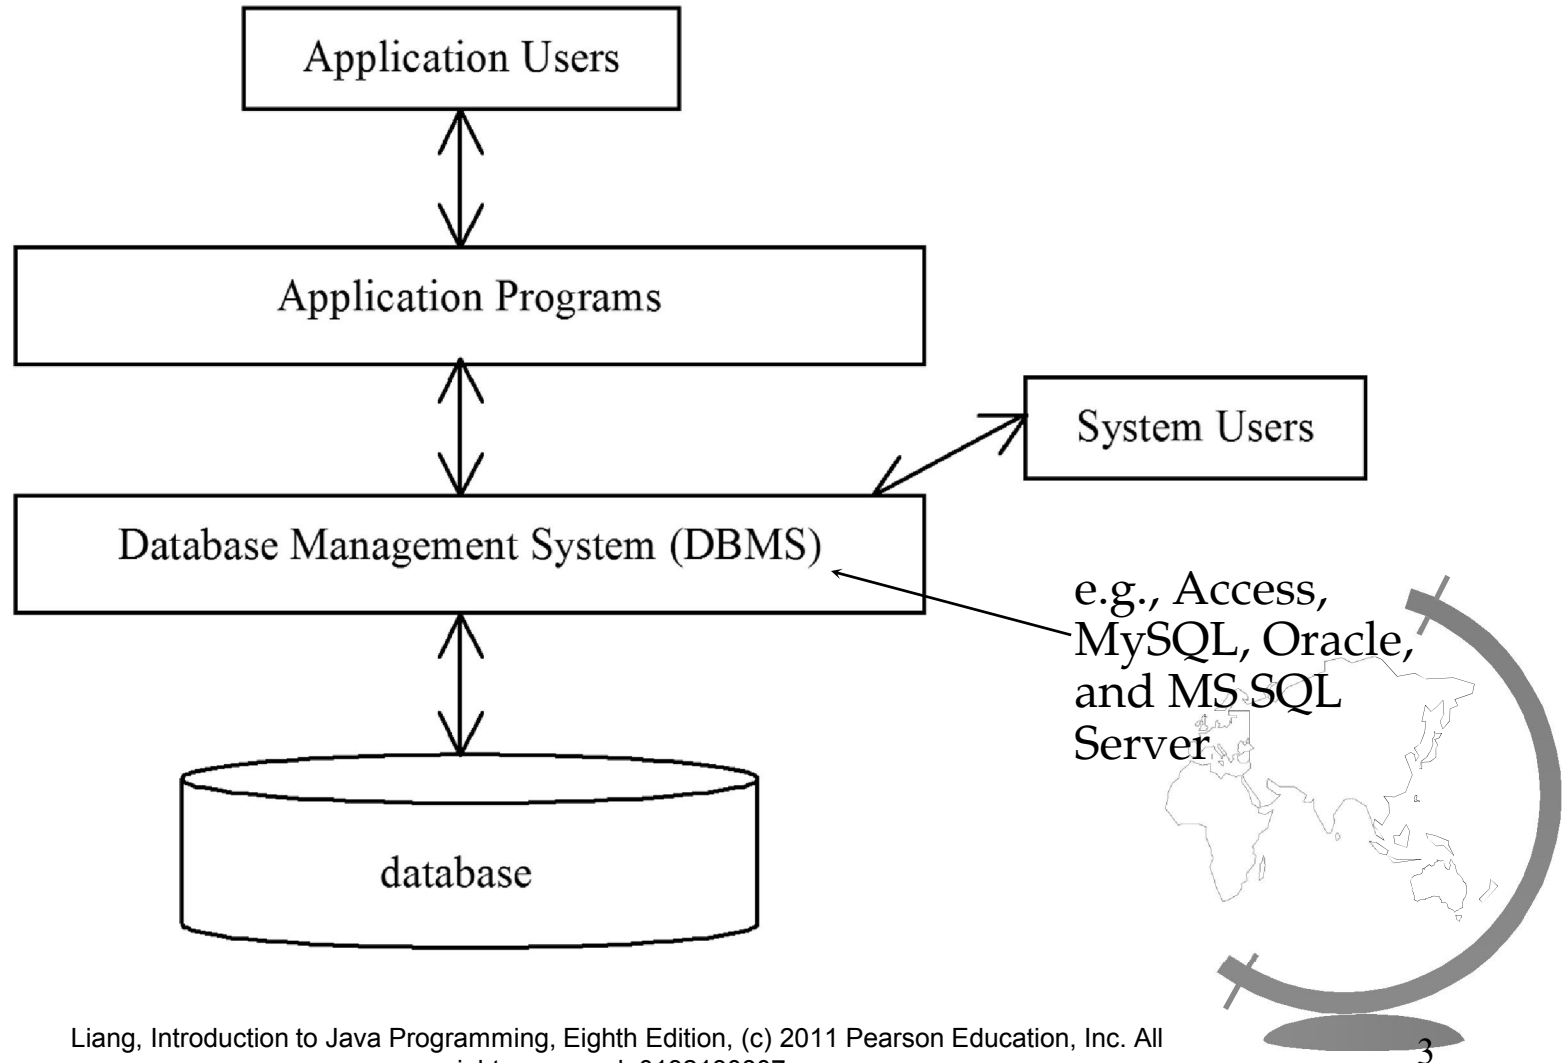 Application Users
Application Programs
System Users
Database Management System (DBMS)
e.g., Access,
MySQL, Oracle,
and MS SQL
Server
database
Liang, Introduction to Java Programming, Eighth Edition, (c) 2011 Pearson Education, Inc. All
3